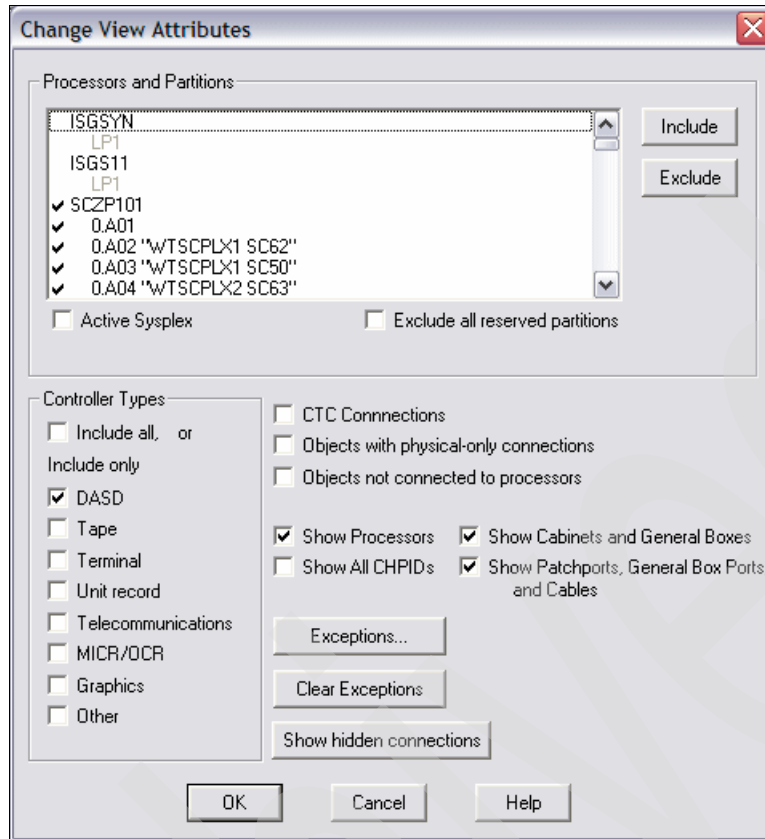 Change View Attributes
Processors and Partitions
ISGSYN
LP1
ISGS11
LP1
SCZP101
0.A01
0.A02 "WTSCPLX1 SC62"
0.A03 "WTSCPLX1 SC50"
0.A04 "WTSCPLX2 SC63"
Include
Exclude
Active Sysplex
Exclude all reserved partitions
Controller Types
Include all, or
Include only
DASD
Tape
Terminal
Unit record
Telecommunications
MICR/OCR
Graphics
Other
CTC Connnections
Objects with physical-only connections
Objects not connected to processors
Show Processors
Show All CHPIDs
Show Cabinets and General Boxes
Show Patchports, General Box Ports
and Cables
Exceptions...
Clear Exceptions
Show hidden connections
OK
Cancel
Help